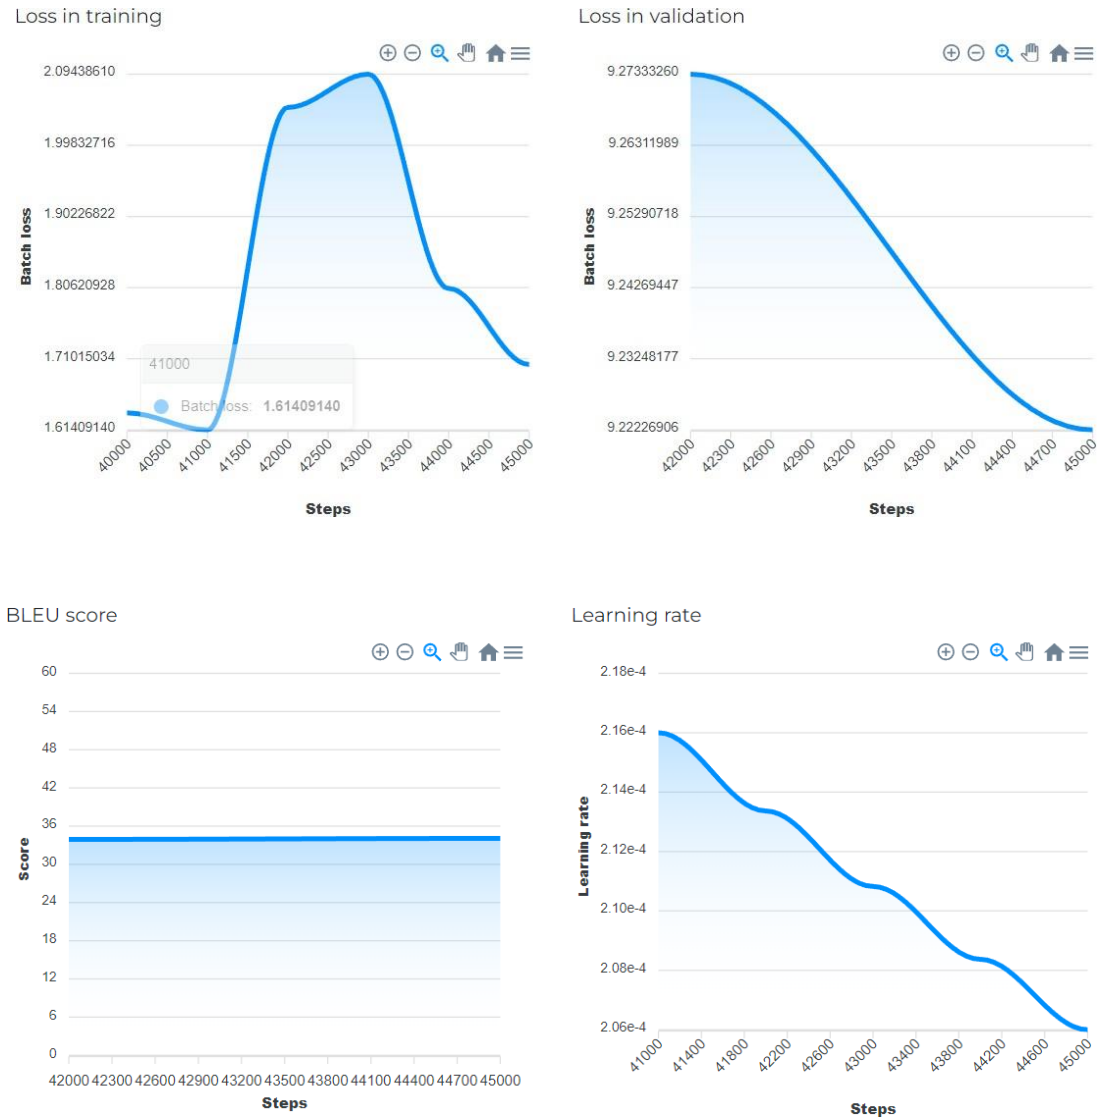 Loss in training
2.09438610
1.99832716
1.90226822
1.80620928
1.71015034
1.61409140
Batch loss
41000
Batch loss: 1.61409140
40000 40500 41000 41500 42000 42500 43000 43500 44000 44500 45000
Steps
Loss in validation
9.27333260
9.26311989
9.25290718
9.24269447
9.23248177
9.22226906
Batch loss
42000 42300 42600 42900 43200 43500 43800 44100 44400 44700 45000
Steps
BLEU score
60
54
48
42
36
30
24
18
12
6
0
Score
42000 42300 42600 42900 43200 43500 43800 44100 44400 44700 45000
Steps
Learning rate
2.18e-4
2.16e-4
2.14e-4
2.12e-4
2.10e-4
2.08e-4
2.06e-4
Learning rate
41000 41400 41800 42200 42600 43000 43400 43800 44200 44600 45000
Steps